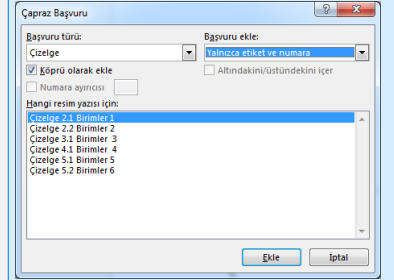 Çapraz Başvuru
Başvuru türü:
Başvuru ekle:
Çizelge
Yalnızca etiket ve numara
Köprü olarak ekle
Altındakini/üstündekini içer
Numara ayırıcısı
Hangi resim yazısı için:
Çizelge 2.1 Birimler 1
Çizelge 2.2 Birimler 2
Çizelge 3.1 Birimler 3
Çizelge 4.1 Birimler 4
Çizelge 5.1 Birimler 5
Çizelge 5.2 Birimler 6
Ekle
İptal